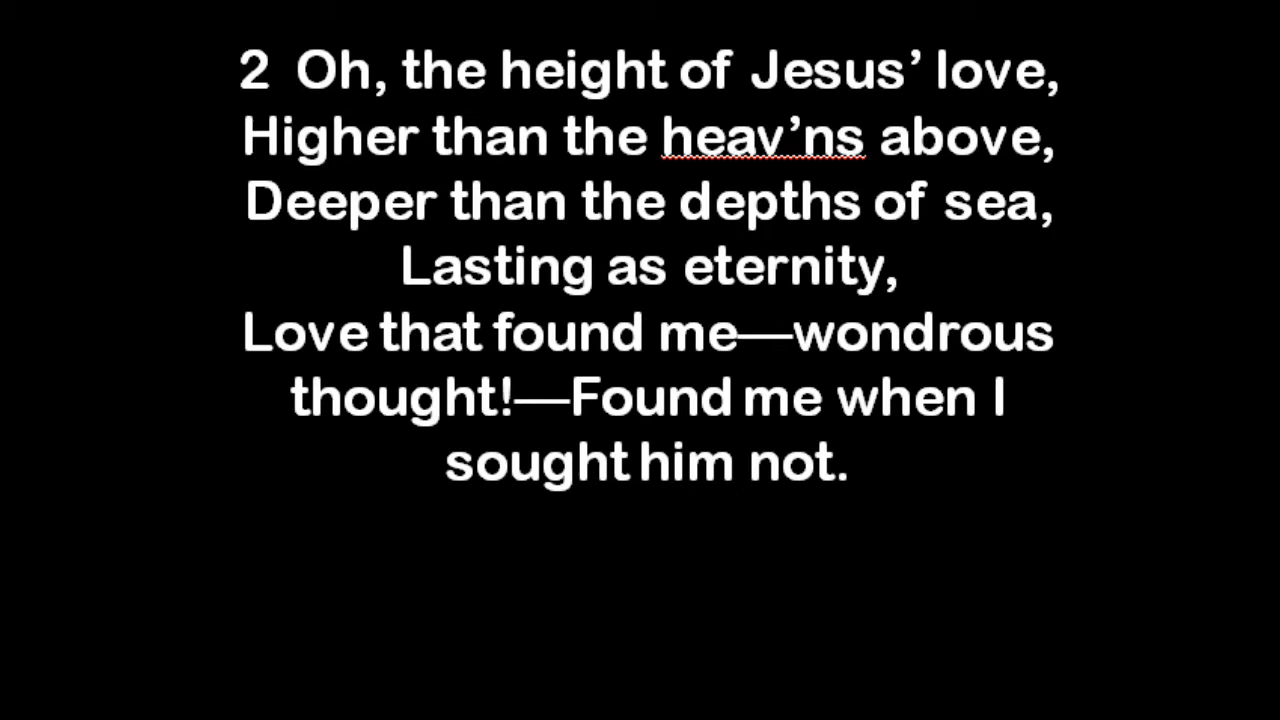 2  Oh, the height of Jesus’ love,
Higher than the heav’ns above,
Deeper than the depths of sea,
Lasting as eternity,
Love that found me—wondrous
thought!—Found me when I
sought him not.